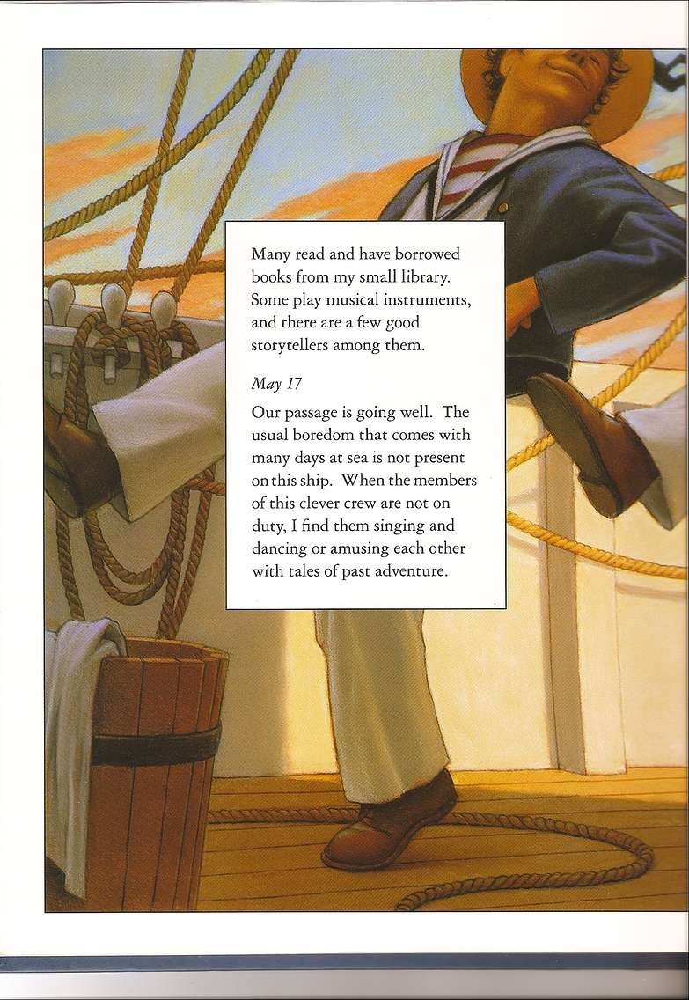 Many read and have borrowed
books from my small library.
Some play musical instruments,
and there are a few good
storytellers among them.
May 17
Our passage is going well. The
usual boredom that comes with
many days at sea is not present
on this ship. When the members
of this clever crew are not on
duty, I find them singing and
dancing or amusing each other
with tales of past adventure.